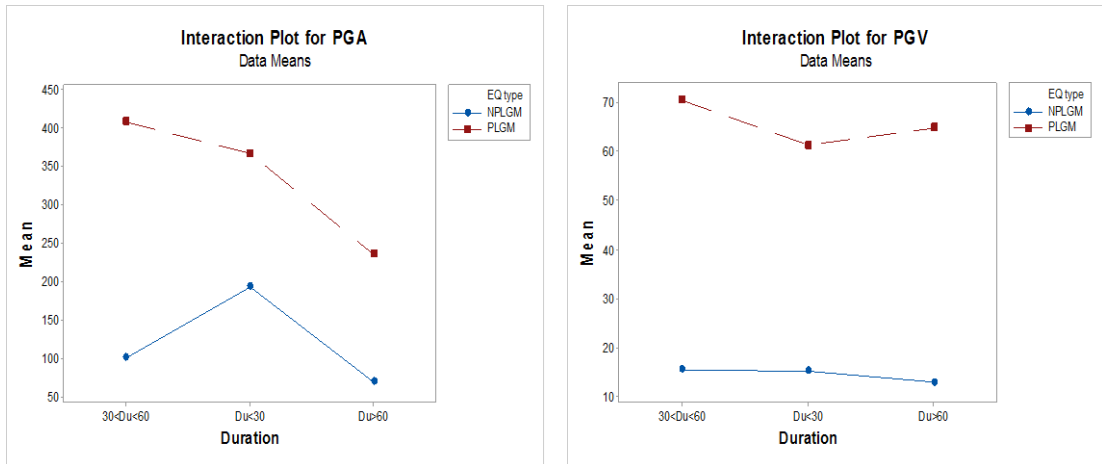 Interaction Plot for PGA
Data Means
450
400
350
300
250
200
150
100
50
Mean
30<Du<60
Du<30
Du>60
Duration
EQ type
NPLGM
PLGM
Interaction Plot for PGV
Data Means
70
60
50
40
30
20
10
Mean
30<Du<60
Du<30
Du>60
Duration
EQ type
NPLGM
PLGM